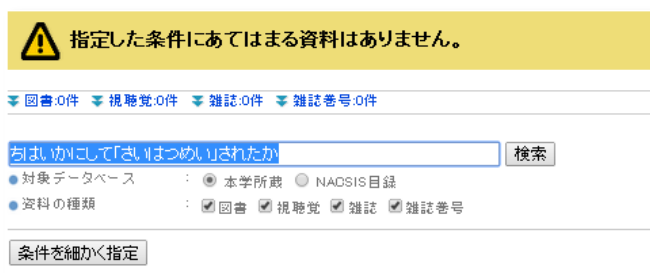 指定した条件にあてはまる資料はありません。
図書:0件 視聴覚:0件 雑誌:0件 雑誌巻号:0件
ちはいかにして「さいはつめい」されたか 検索
対象データベース : 本学所蔵 NACSIS目録
資料の種類 : 図書 視聴覚 雑誌 雑誌巻号
条件を細かく指定